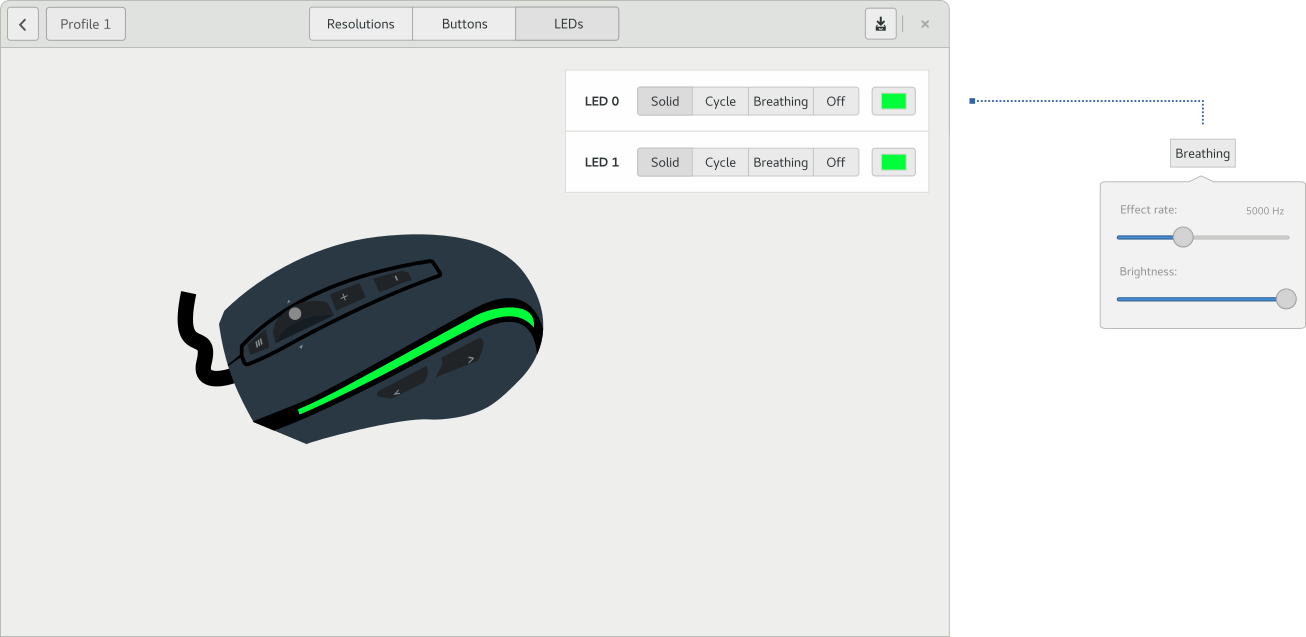 Profile 1
Resolutions
Buttons
LEDs
LED 0
Solid
Cycle
Breathing
Off
LED 1
Solid
Cycle
Breathing
Off
Breathing
Effect rate:
5000 Hz
Brightness: